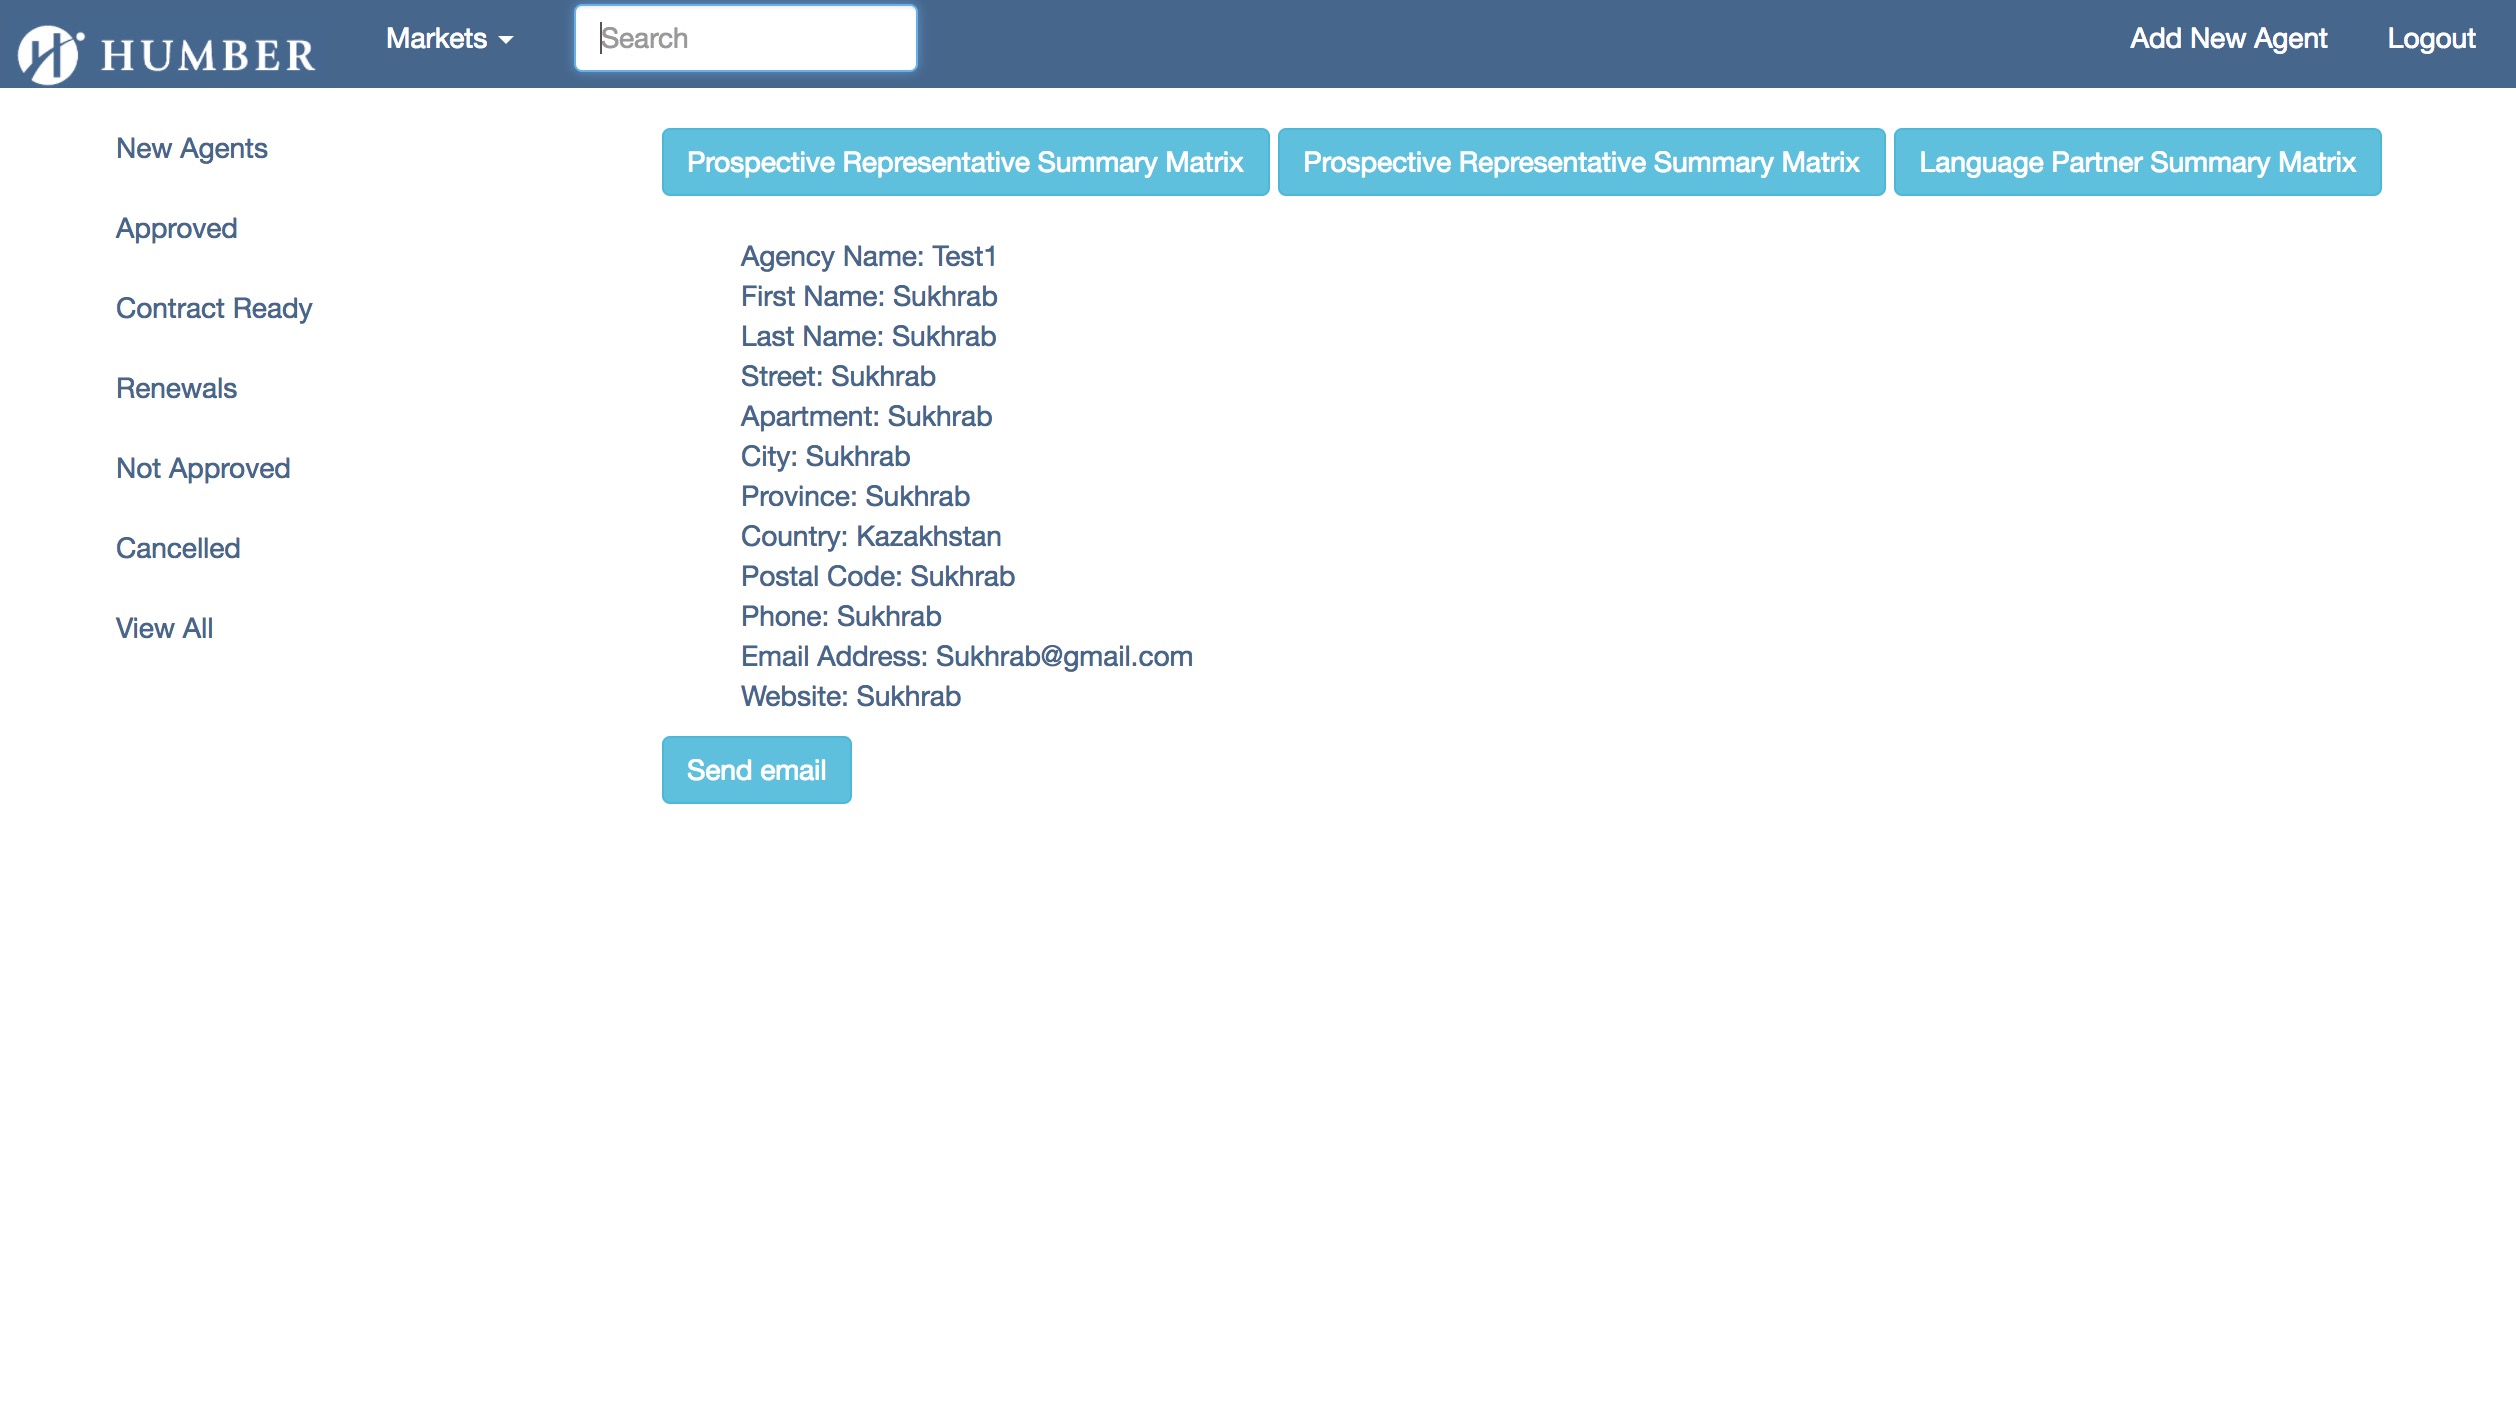 HUMBER Markets Search Add New Agent Logout
New Agents
Approved
Contract Ready
Renewals
Not Approved
Cancelled
View All
Prospective Representative Summary Matrix Prospective Representative Summary Matrix Language Partner Summary Matrix
Agency Name: Test1
First Name: Sukhrab
Last Name: Sukhrab
Street: Sukhrab
Apartment: Sukhrab
City: Sukhrab
Province: Sukhrab
Country: Kazakhstan
Postal Code: Sukhrab
Phone: Sukhrab
Email Address: Sukhrab@gmail.com
Website: Sukhrab
Send email